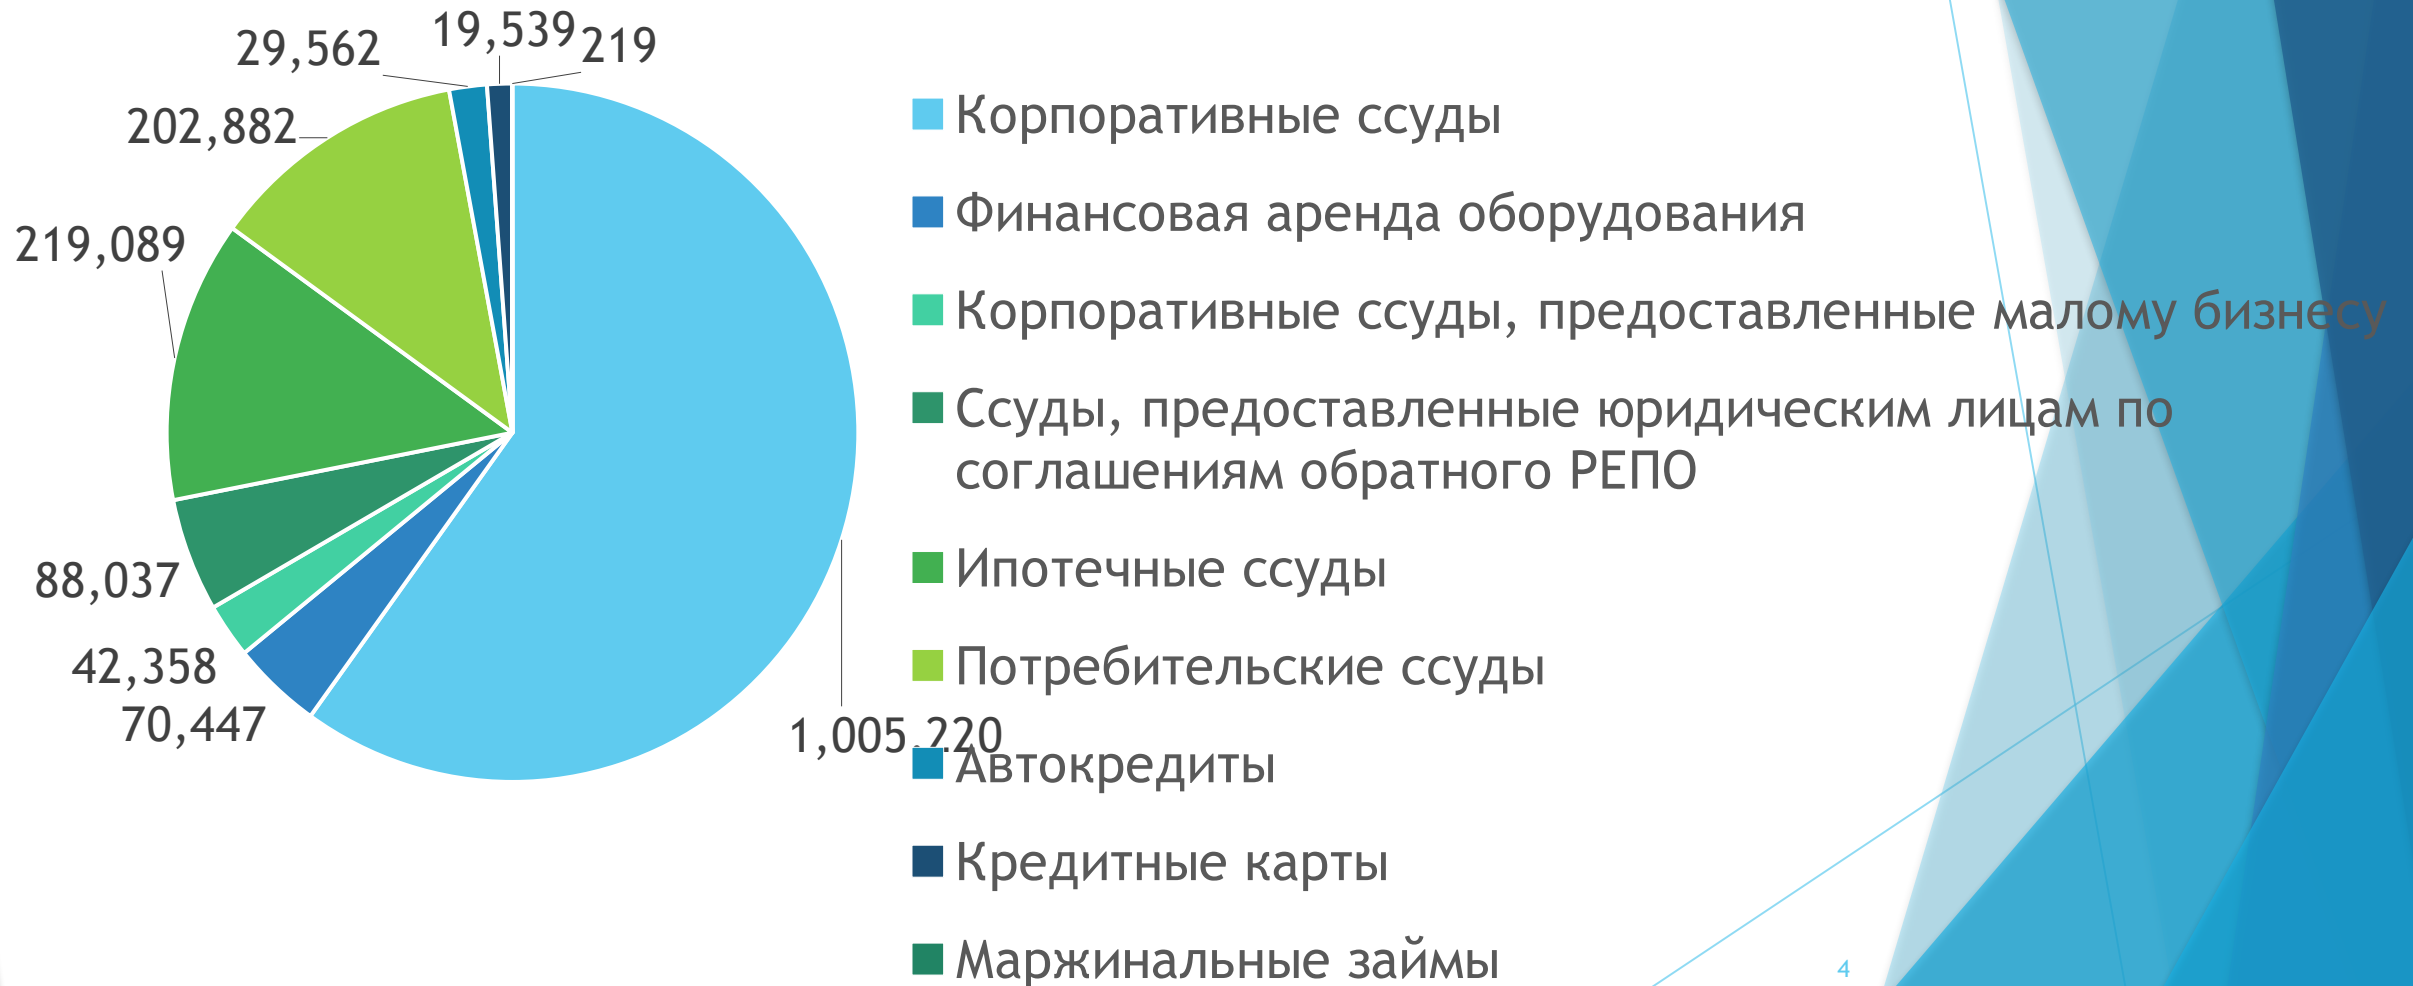 19,539
219
29,562
202,882
219,089
88,037
42,358
70,447
1,005,220
Корпоративные ссуды
Финансовая аренда оборудования
Корпоративные ссуды, предоставленные малому бизнесу
Ссуды, предоставленные юридическим лицам по
соглашениям обратного РЕПО
Ипотечные ссуды
Потребительские ссуды
Автокредиты
Кредитные карты
Маржинальные займы
4